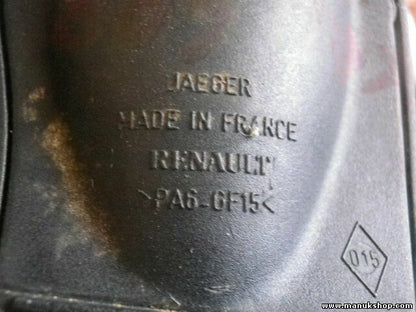 JAEGER
MADE IN FRANCE
RENAULT
>PA6-GF15<
015
www.manukshop.com